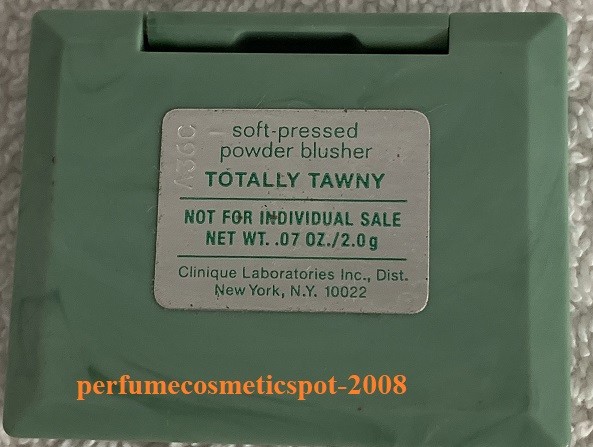 A36C
soft-pressed
powder blusher
TOTALLY TAWNY
NOT FOR INDIVIDUAL SALE
NET WT. .07 OZ./2.0g
Clinique Laboratories Inc., Dist.
New York, N.Y. 10022
perfumecosmeticspot-2008